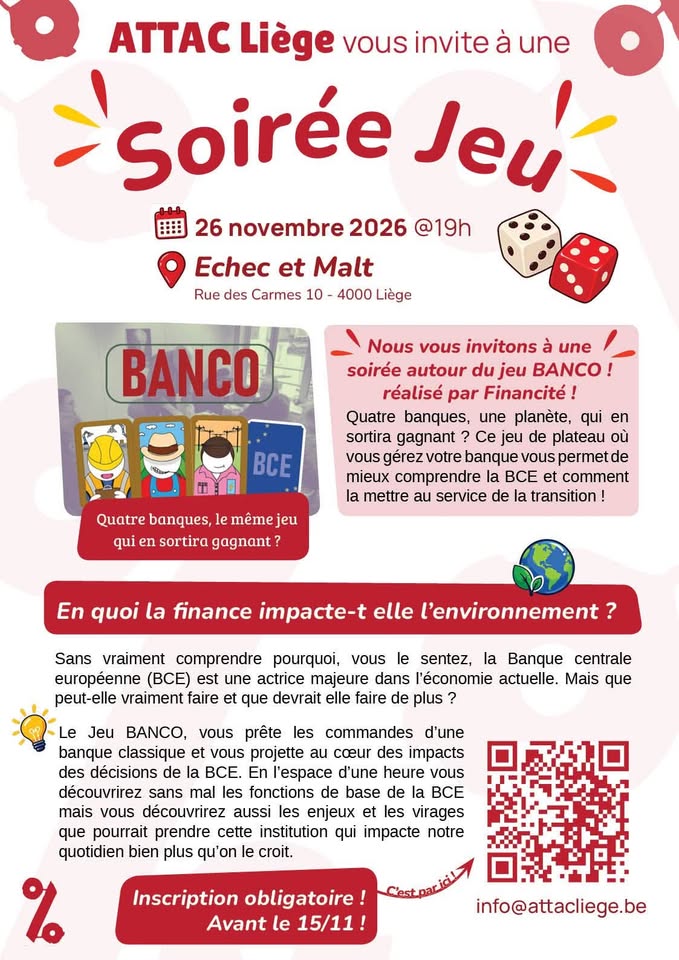 ATTAC Liège vous invite à une
Soirée Jeu
26 novembre 2026 @19h
Echec et Malt
Rue des Carmes 10 - 4000 Liège
BANCO
BCE
Quatre banques, le même jeu
qui en sortira gagnant ?
Nous vous invitons à une
soirée autour du jeu BANCO !
réalisé par Financité !
Quatre banques, une planète, qui en
sortira gagnant ? Ce jeu de plateau où
vous gérez votre banque vous permet de
mieux comprendre la BCE et comment
la mettre au service de la transition !
En quoi la finance impacte-t elle l'environnement ?
Sans vraiment comprendre pourquoi, vous le sentez, la Banque centrale
européenne (BCE) est une actrice majeure dans l'économie actuelle. Mais que
peut-elle vraiment faire et que devrait elle faire de plus ?
Le Jeu BANCO, vous prête les commandes d'une
banque classique et vous projette au cœur des impacts
des décisions de la BCE. En l'espace d'une heure vous
découvrirez sans mal les fonctions de base de la BCE
mais vous découvrirez aussi les enjeux et les virages
que pourrait prendre cette institution qui impacte notre
quotidien bien plus qu'on le croit.
Inscription obligatoire !
Avant le 15/11 !
C'est par ici !
info@attacliege.be
%